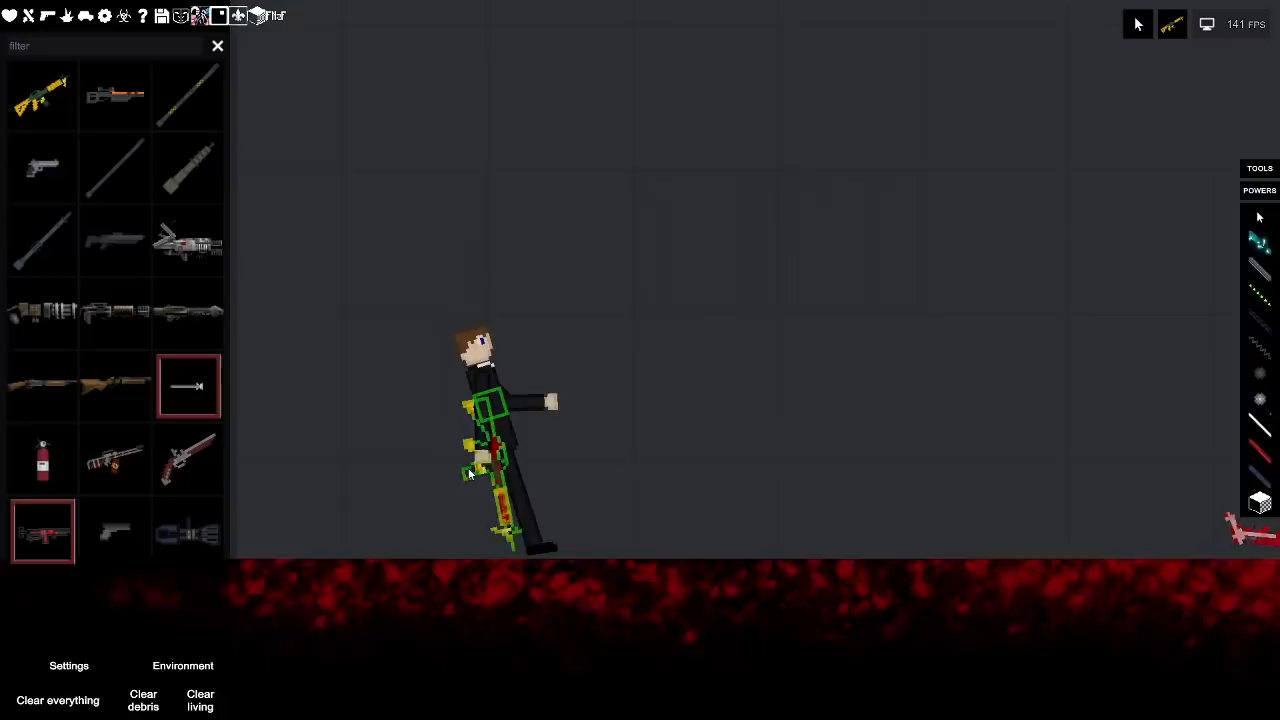 filter
141 FPS
TOOLS
POWERS
Settings
Environment
Clear everything
Clear debris
Clear living